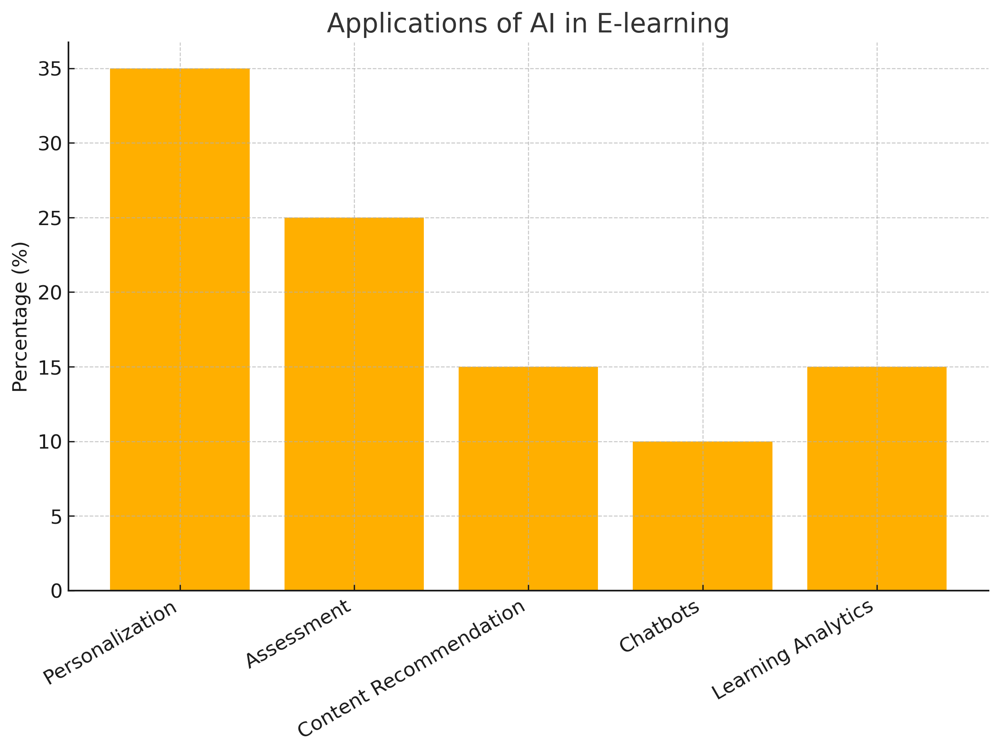 Applications of AI in E-learning
Percentage (%)
35
30
25
20
15
10
5
0
Personalization
Assessment
Content Recommendation
Chatbots
Learning Analytics